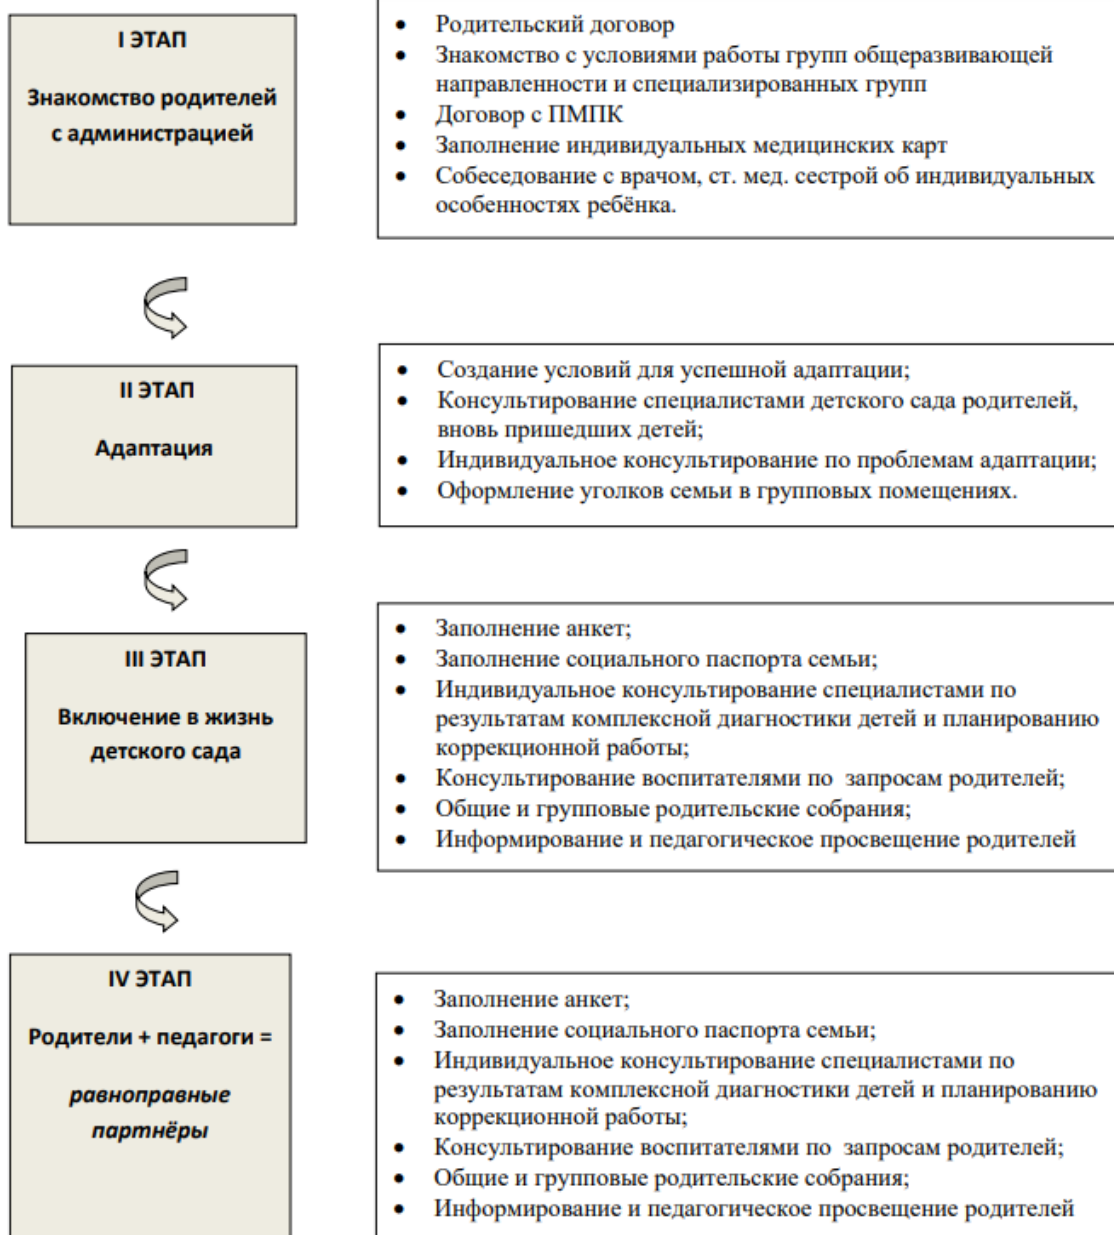 I ЭТАП
Знакомство родителей
с администрацией
• Родительский договор
• Знакомство с условиями работы групп общеразвивающей
направленности и специализированных групп
• Договор с ПМПК
• Заполнение индивидуальных медицинских карт
• Собеседование с врачом, ст. мед. сестрой об индивидуальных
особенностях ребёнка.
II ЭТАП
Адаптация
• Создание условий для успешной адаптации;
• Консультирование специалистами детского сада родителей,
вновь пришедших детей;
• Индивидуальное консультирование по проблемам адаптации;
• Оформление уголков семьи в групповых помещениях.
III ЭТАП
Включение в жизнь
детского сада
• Заполнение анкет;
• Заполнение социального паспорта семьи;
• Индивидуальное консультирование специалистами по
результатам комплексной диагностики детей и планированию
коррекционной работы;
• Консультирование воспитателями по запросам родителей;
• Общие и групповые родительские собрания;
• Информирование и педагогическое просвещение родителей
IV ЭТАП
Родители + педагоги =
равноправные
партнёры
• Заполнение анкет;
• Заполнение социального паспорта семьи;
• Индивидуальное консультирование специалистами по
результатам комплексной диагностики детей и планированию
коррекционной работы;
• Консультирование воспитателями по запросам родителей;
• Общие и групповые родительские собрания;
• Информирование и педагогическое просвещение родителей